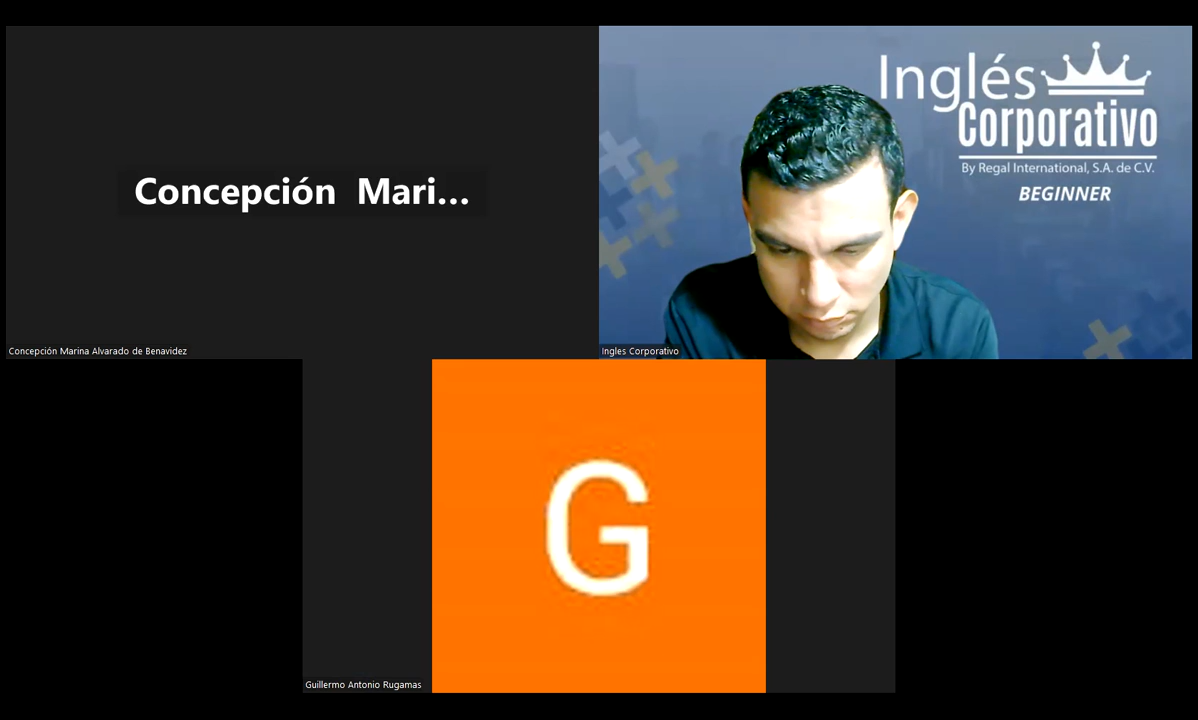 Concepción Mari...
Concepción Marina Alvarado de Benavidez
Inglés
Corporativo
By Regal International, S.A. de C.V.
BEGINNER
Ingles Corporativo
G
Guillermo Antonio Rugamas